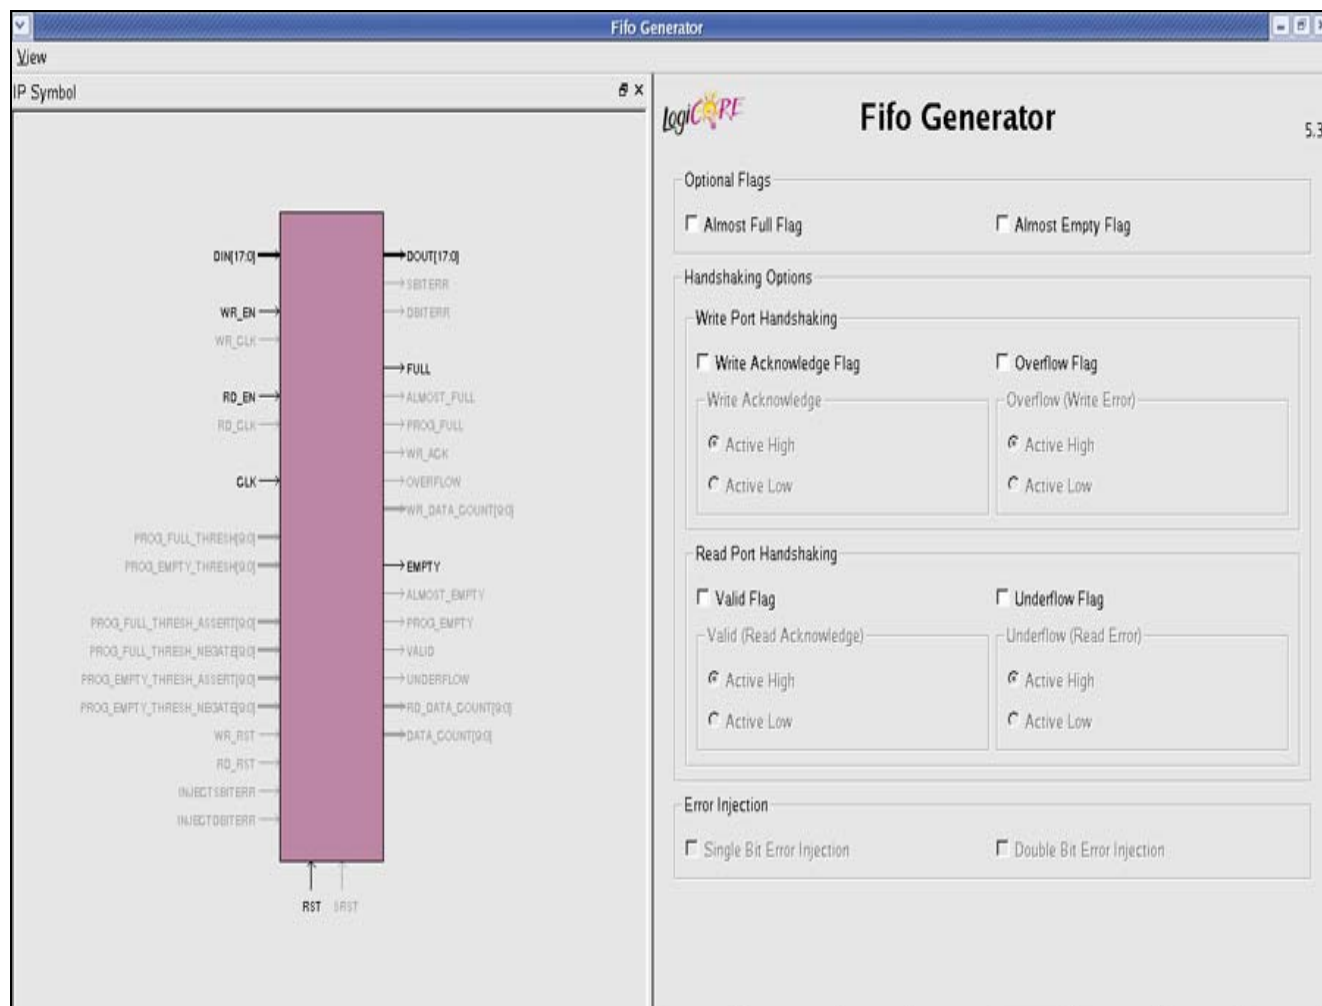 Fifo Generator
View
IP Symbol
DIN[17:0]
WR_EN
WR_CLK
RD_EN
RD_CLK
CLK
PROG_FULL_THRESH[9:0]
PROG_EMPTY_THRESH[9:0]
PROG_FULL_THRESH_ASSERT[9:0]
PROG_FULL_THRESH_NEGATE[9:0]
PROG_EMPTY_THRESH_ASSERT[9:0]
PROG_EMPTY_THRESH_NEGATE[9:0]
WR_RST
RD_RST
INJECTSBITERR
INJECTDBITERR
DOUT[17:0]
SBITERR
DBITERR
FULL
ALMOST_FULL
PROG_FULL
WR_ACK
OVERFLOW
WR_DATA_COUNT[9:0]
EMPTY
ALMOST_EMPTY
PROG_EMPTY
VALID
UNDERFLOW
RD_DATA_COUNT[9:0]
DATA_COUNT[9:0]
RST SRST
LogiCORE Fifo Generator 5.3
Optional Flags
Almost Full Flag Almost Empty Flag
Handshaking Options
Write Port Handshaking
Write Acknowledge Flag Overflow Flag
Write Acknowledge Overflow (Write Error)
Active High Active High
Active Low Active Low
Read Port Handshaking
Valid Flag Underflow Flag
Valid (Read Acknowledge) Underflow (Read Error)
Active High Active High
Active Low Active Low
Error Injection
Single Bit Error Injection Double Bit Error Injection